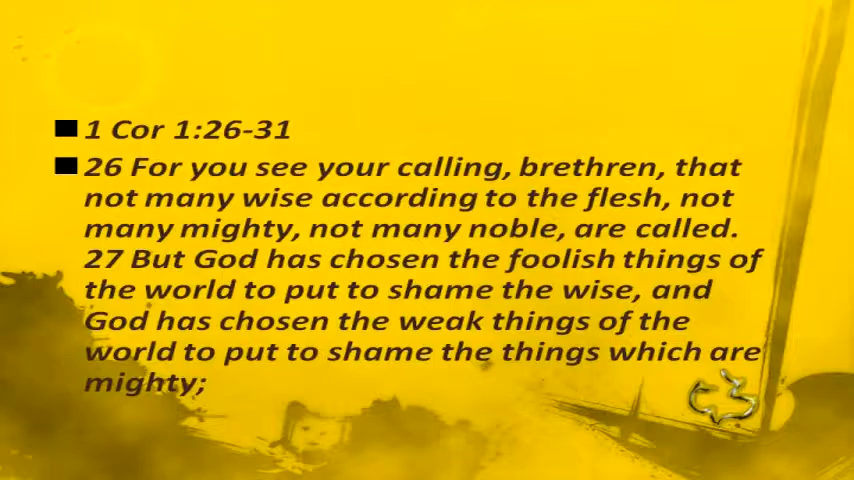 1 Cor 1:26-31
26 For you see your calling, brethren, that
not many wise according to the flesh, not
many mighty, not many noble, are called.
27 But God has chosen the foolish things of
the world to put to shame the wise, and
God has chosen the weak things of the
world to put to shame the things which are
mighty;